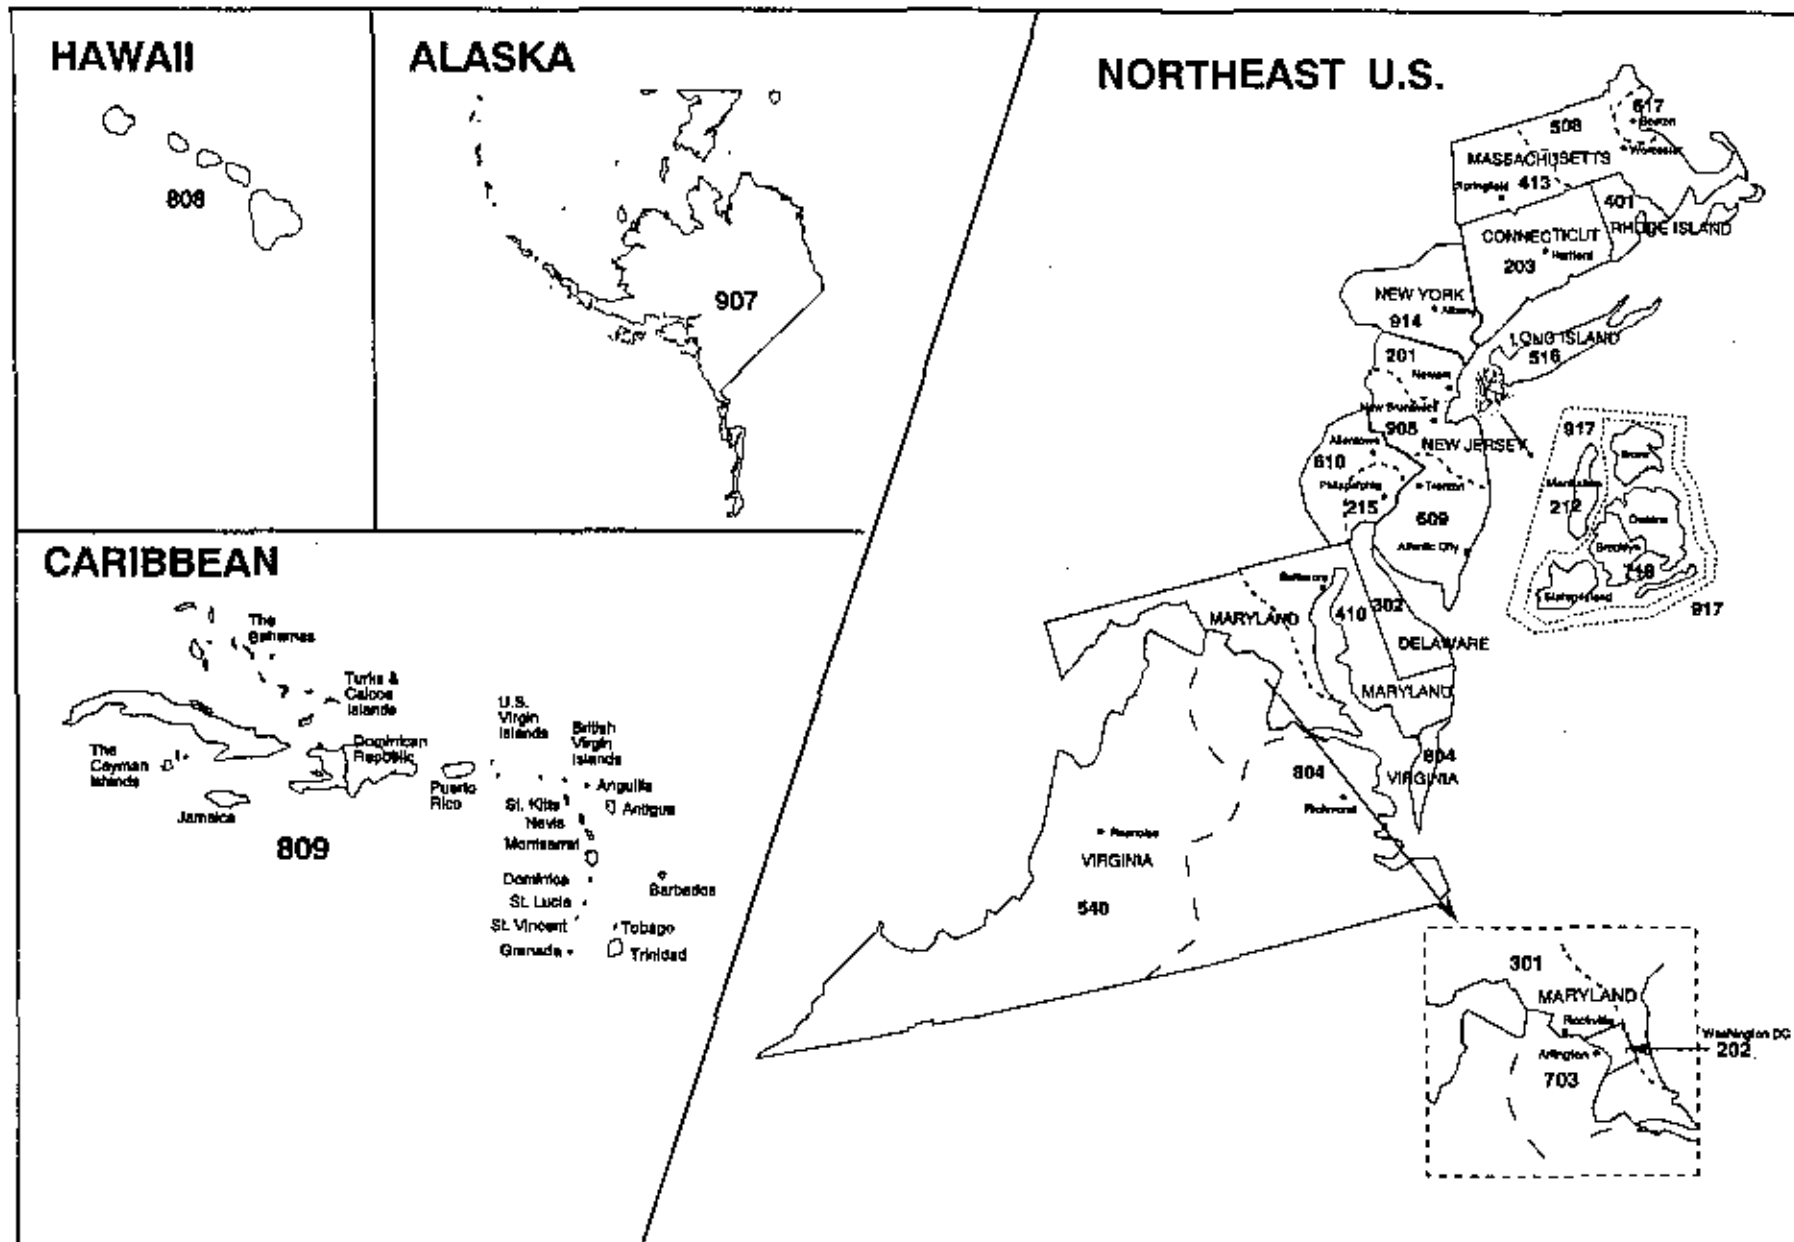 HAWAII
808
ALASKA
907
CARIBBEAN
The
Bahamas
Turks &
Caicos
Islands
U.S.
Virgin
Islands
British
Virgin
Islands
The
Cayman
Islands
Dominican
Republic
Puerto
Rico
Jamaica
Anguilla
St. Kitts
Antigua
Nevis
Montserrat
809
Dominica
Barbados
St. Lucia
St. Vincent
Tobago
Grenada
Trinidad
NORTHEAST U.S.
617
Boston
508
Worcester
MASSACHUSETTS
Springfield
413
401
RHODE ISLAND
CONNECTICUT
Hartford
203
NEW YORK
Albany
914
LONG ISLAND
516
201
Newark
New Brunswick
908
NEW JERSEY
Allentown
610
Philadelphia
215
Trenton
609
Atlantic City
917
Bronx
Manhattan
212
Queens
Brooklyn
718
Staten Island
917
Baltimore
MARYLAND
410
302
DELAWARE
MARYLAND
804
VIRGINIA
804
Richmond
Roanoke
VIRGINIA
540
301
MARYLAND
Rockville
Washington DC
202
Arlington
703